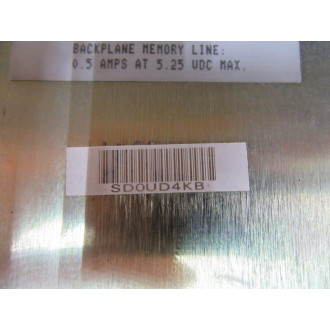 BACKPLANE MEMORY LINE:
0.5 AMPS AT 5.25 VDC MAX.
SD0UD4KB